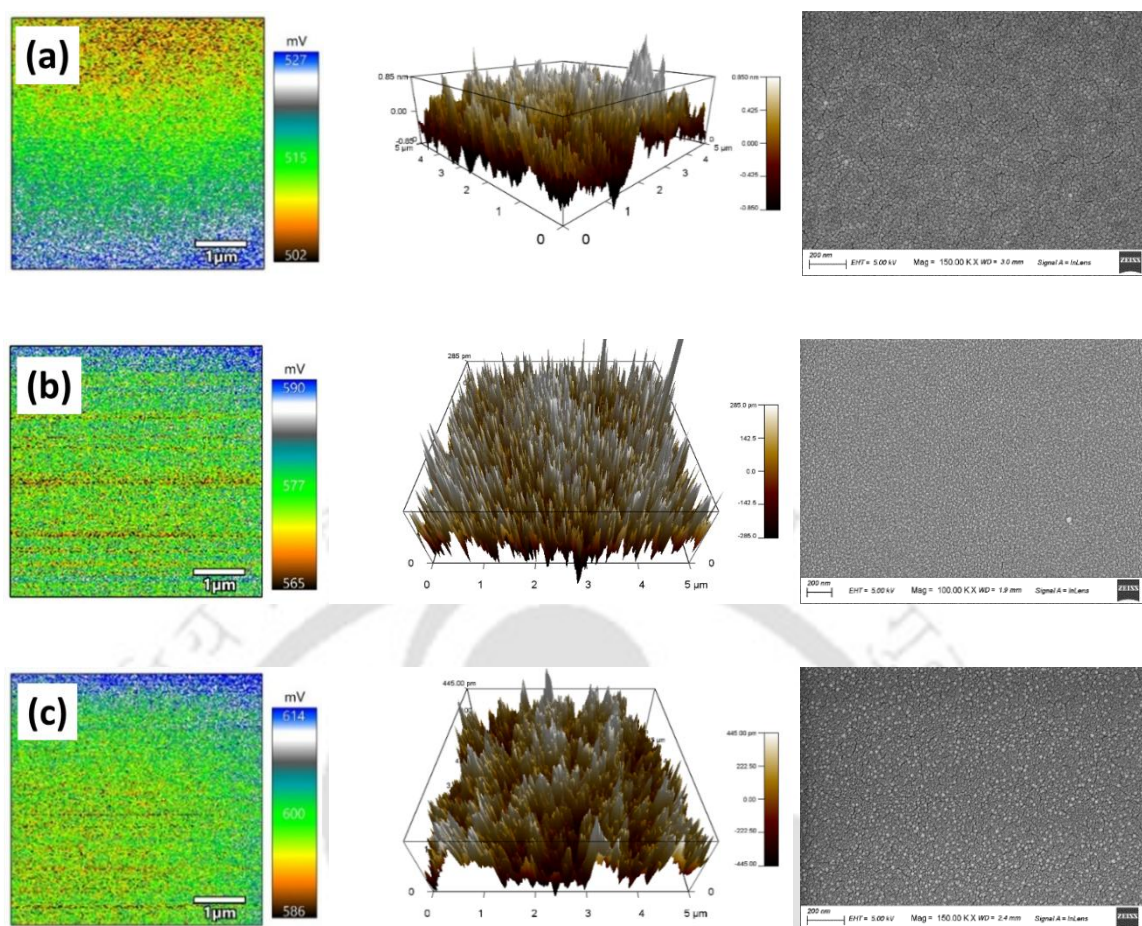 (a)
mV
527
515
502
1μm
0.85 nm
0.00
-0.85
5 μm
4
3
2
1
0
0
1
2
3
4
5 μm
0.850 nm
0.425
0.000
-0.425
-0.850
200 nm
EHT = 5.00 kV Mag = 150.00 K X WD = 3.0 mm Signal A = InLens
ZEISS
(b)
mV
590
577
565
1μm
285 pm
0
0
1
2
3
4
5 μm
0
285.0 pm
142.5
0.0
-142.5
-285.0
200 nm
EHT = 5.00 kV Mag = 100.00 K X WD = 1.9 mm Signal A = InLens
ZEISS
(c)
mV
614
600
586
1μm
445.00 pm
0
0
1
2
3
4
5 μm
0
445.00 pm
222.50
0.00
-222.50
-445.00
200 nm
EHT = 5.00 kV Mag = 150.00 K X WD = 2.4 mm Signal A = InLens
ZEISS